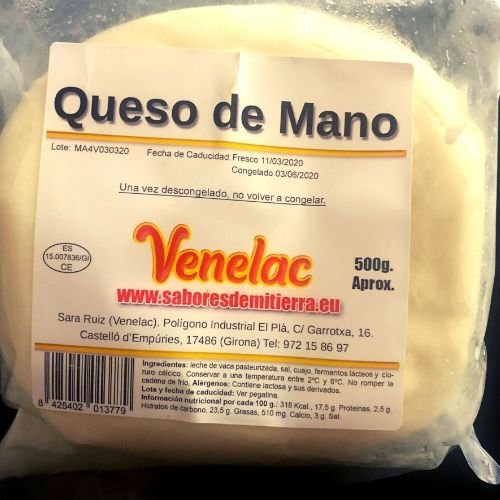 Queso de Mano
Lote: MA4V030320 Fecha de Caducidad: Fresco 11/03/2020
Congelado 03/06/2020
Una vez descongelado, no volver a congelar.
ES
15.007836/GI
CE
Venelac
500g.
Aprox.
www.saboresdemitierra.eu
Sara Ruiz (Venelac). Polígono Industrial El Plà, C/ Garrotxa, 16.
Castelló d'Empúries, 17486 (Girona) Tel: 972 15 86 97
Ingredientes: leche de vaca pasteurizada, sal, cuajo, fermentos lácteos y clo-
ruro cálcico. Conservar a una temperatura entre 2ºC y 6ºC. No romper la
cadena de frío. Alérgenos: Contiene lactosa y sus derivados.
Lote y fecha de caducidad: Ver pegatina.
Información nutricional por cada 100 g.: 318 Kcal., 17,5 g. Proteinas, 2,5 g.
Hidratos de carbono, 23,5 g. Grasas, 510 mg. Calcio, 3 g. Sal.
8 425402 013779